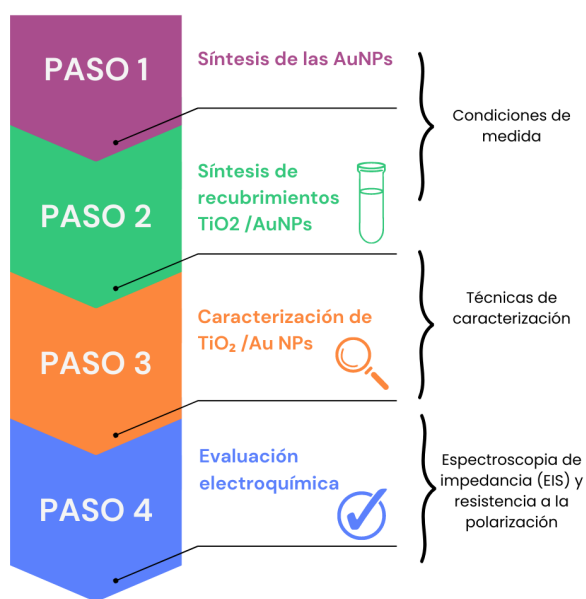 PASO 1
Síntesis de las AuNPs
Condiciones de
medida
PASO 2
Síntesis de
recubrimientos
TiO2 /AuNPs
PASO 3
Caracterización de
TiO₂ /Au NPs
Técnicas de
caracterización
PASO 4
Evaluación
electroquímica
Espectroscopia de
impedancia (EIS) y
resistencia a la
polarización